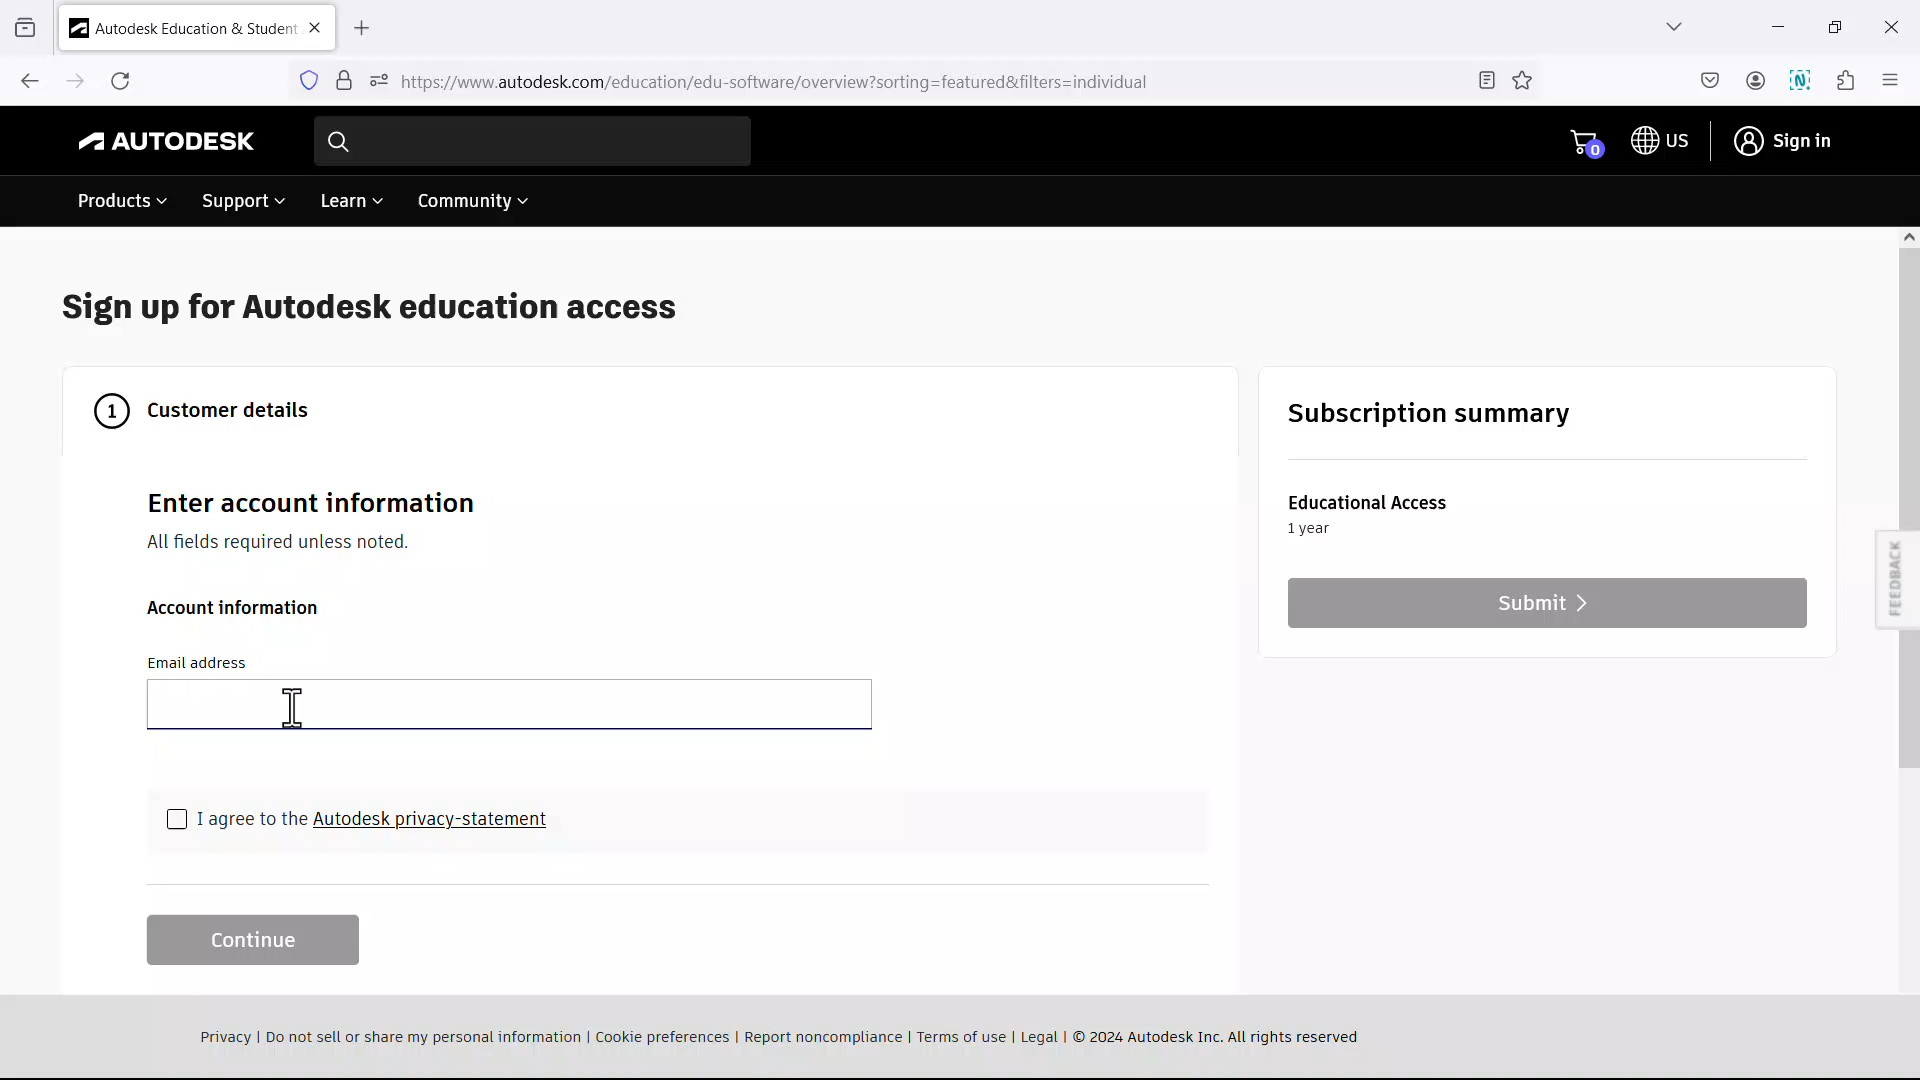 Autodesk Education & Student
https://www.autodesk.com/education/edu-software/overview?sorting=featured&filters=individual
AUTODESK
0
US
Sign in
Products
Support
Learn
Community
Sign up for Autodesk education access
1
Customer details
Enter account information
All fields required unless noted.
Account information
Email address
I agree to the Autodesk privacy-statement
Continue
Subscription summary
Educational Access
1 year
Submit
FEEDBACK
Privacy | Do not sell or share my personal information | Cookie preferences | Report noncompliance | Terms of use | Legal | © 2024 Autodesk Inc. All rights reserved